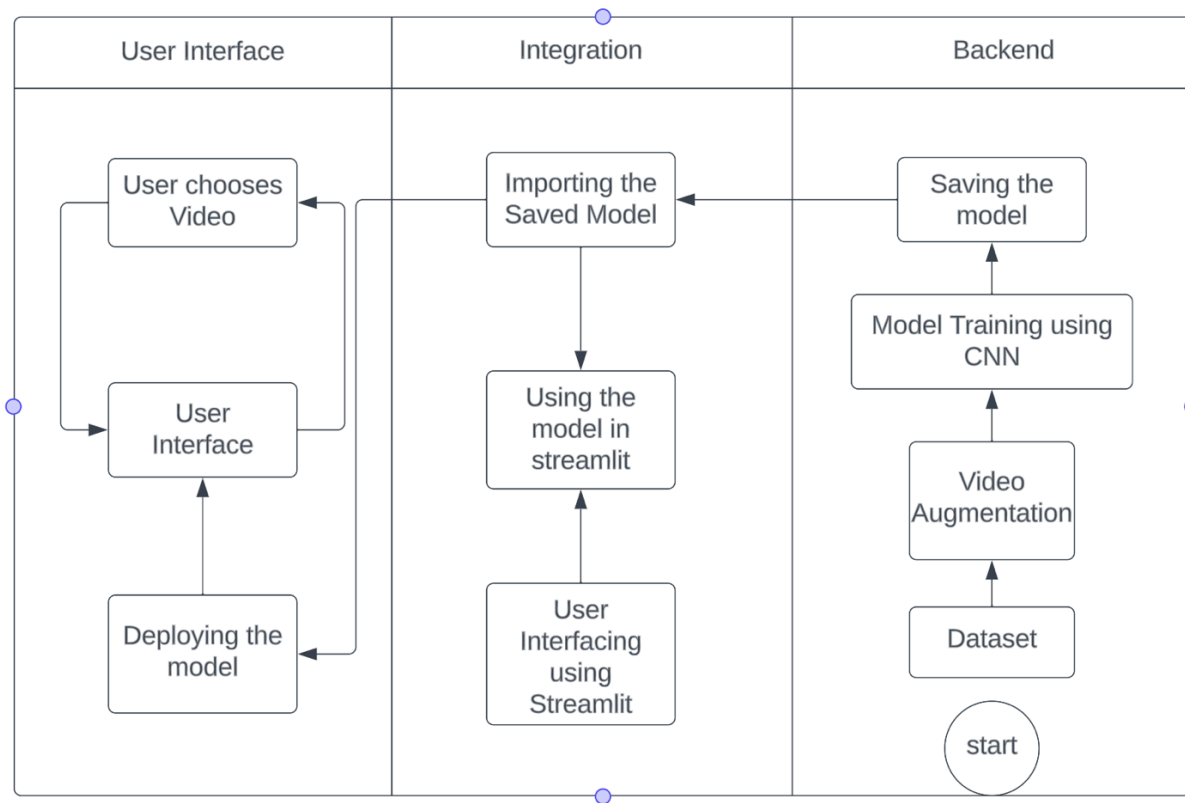 User Interface
Integration
Backend
User chooses
Video
User
Interface
Deploying the
model
Importing the
Saved Model
Using the
model in
streamlit
User
Interfacing
using
Streamlit
Saving the
model
Model Training using
CNN
Video
Augmentation
Dataset
start